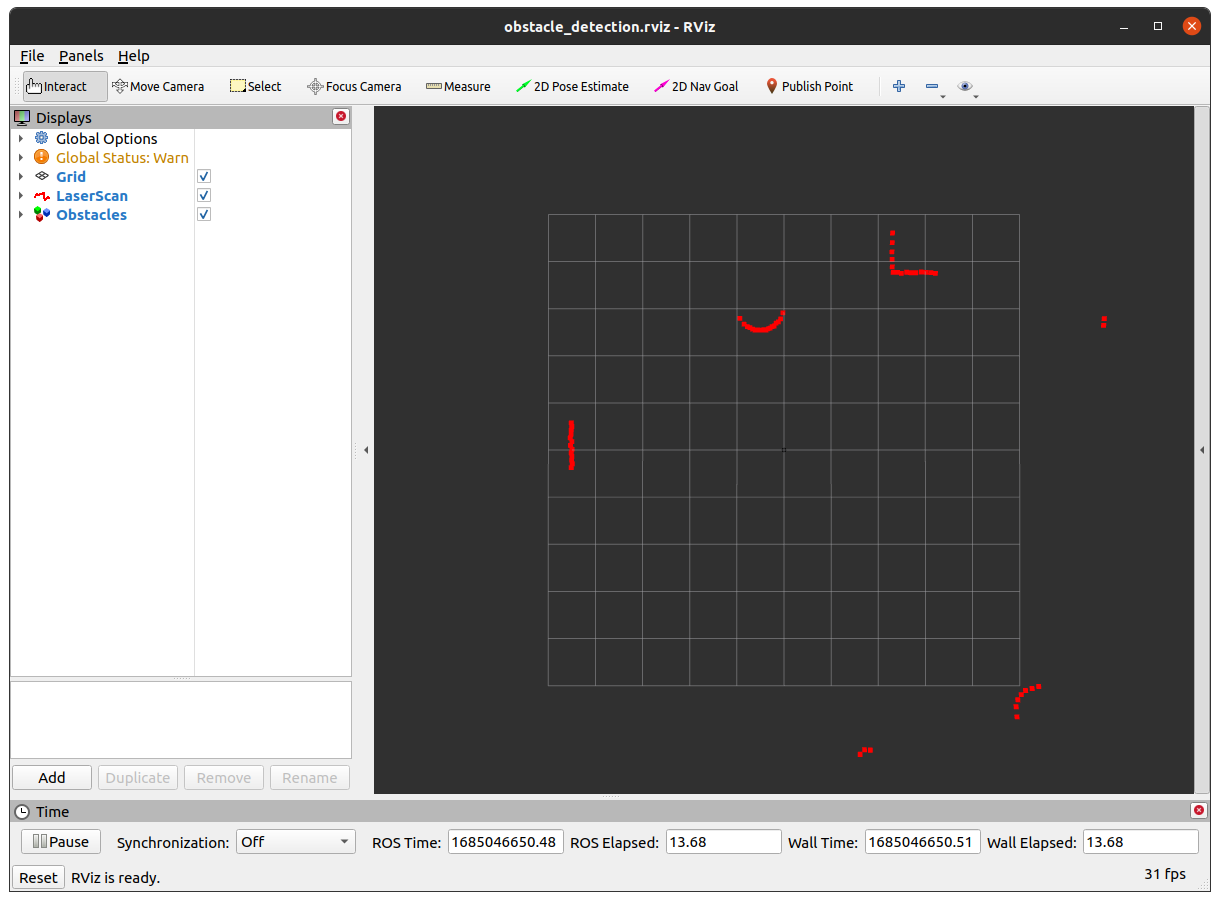 obstacle_detection.rviz - RViz
File Panels Help
Interact Move Camera Select Focus Camera Measure 2D Pose Estimate 2D Nav Goal Publish Point
Displays
Global Options
Global Status: Warn
Grid
LaserScan
Obstacles
Add Duplicate Remove Rename
Time
Pause Synchronization: Off ROS Time: 1685046650.48 ROS Elapsed: 13.68 Wall Time: 1685046650.51 Wall Elapsed: 13.68
Reset RViz is ready. 31 fps